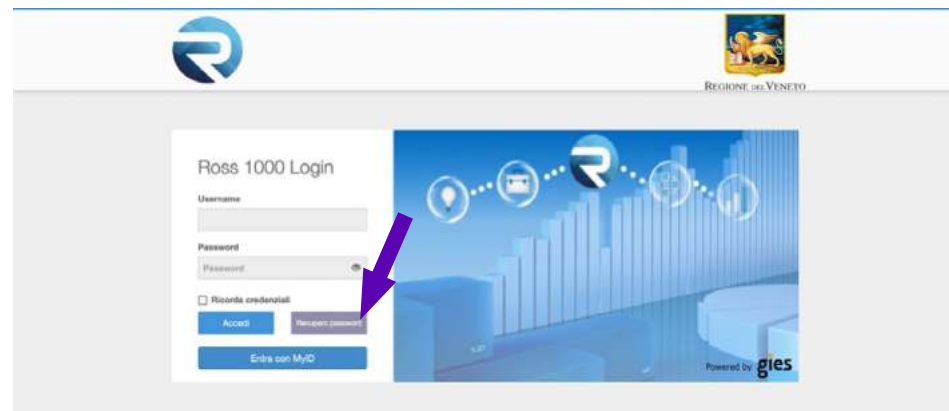 REGIONE DEL VENETO
Ross 1000 Login
Username
Password
Password
Ricorda credenziali
Accedi
Recupero password
Entra con MyID
Powered by gies